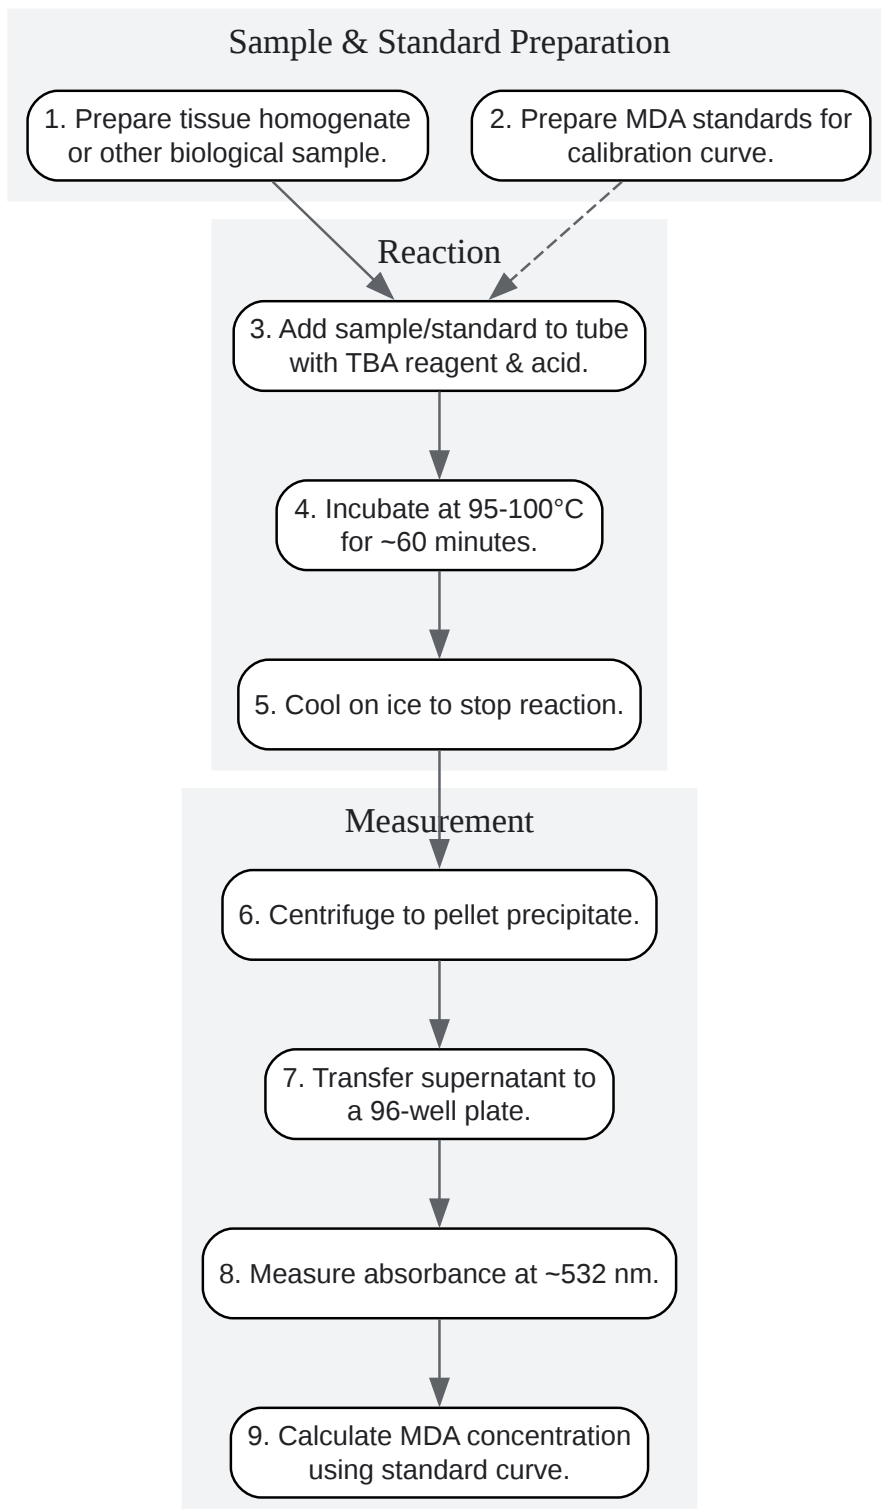 Sample & Standard Preparation
1. Prepare tissue homogenate
or other biological sample.
2. Prepare MDA standards for
calibration curve.
Reaction
3. Add sample/standard to tube
with TBA reagent & acid.
4. Incubate at 95-100°C
for ~60 minutes.
5. Cool on ice to stop reaction.
Measurement
6. Centrifuge to pellet precipitate.
7. Transfer supernatant to
a 96-well plate.
8. Measure absorbance at ~532 nm.
9. Calculate MDA concentration
using standard curve.